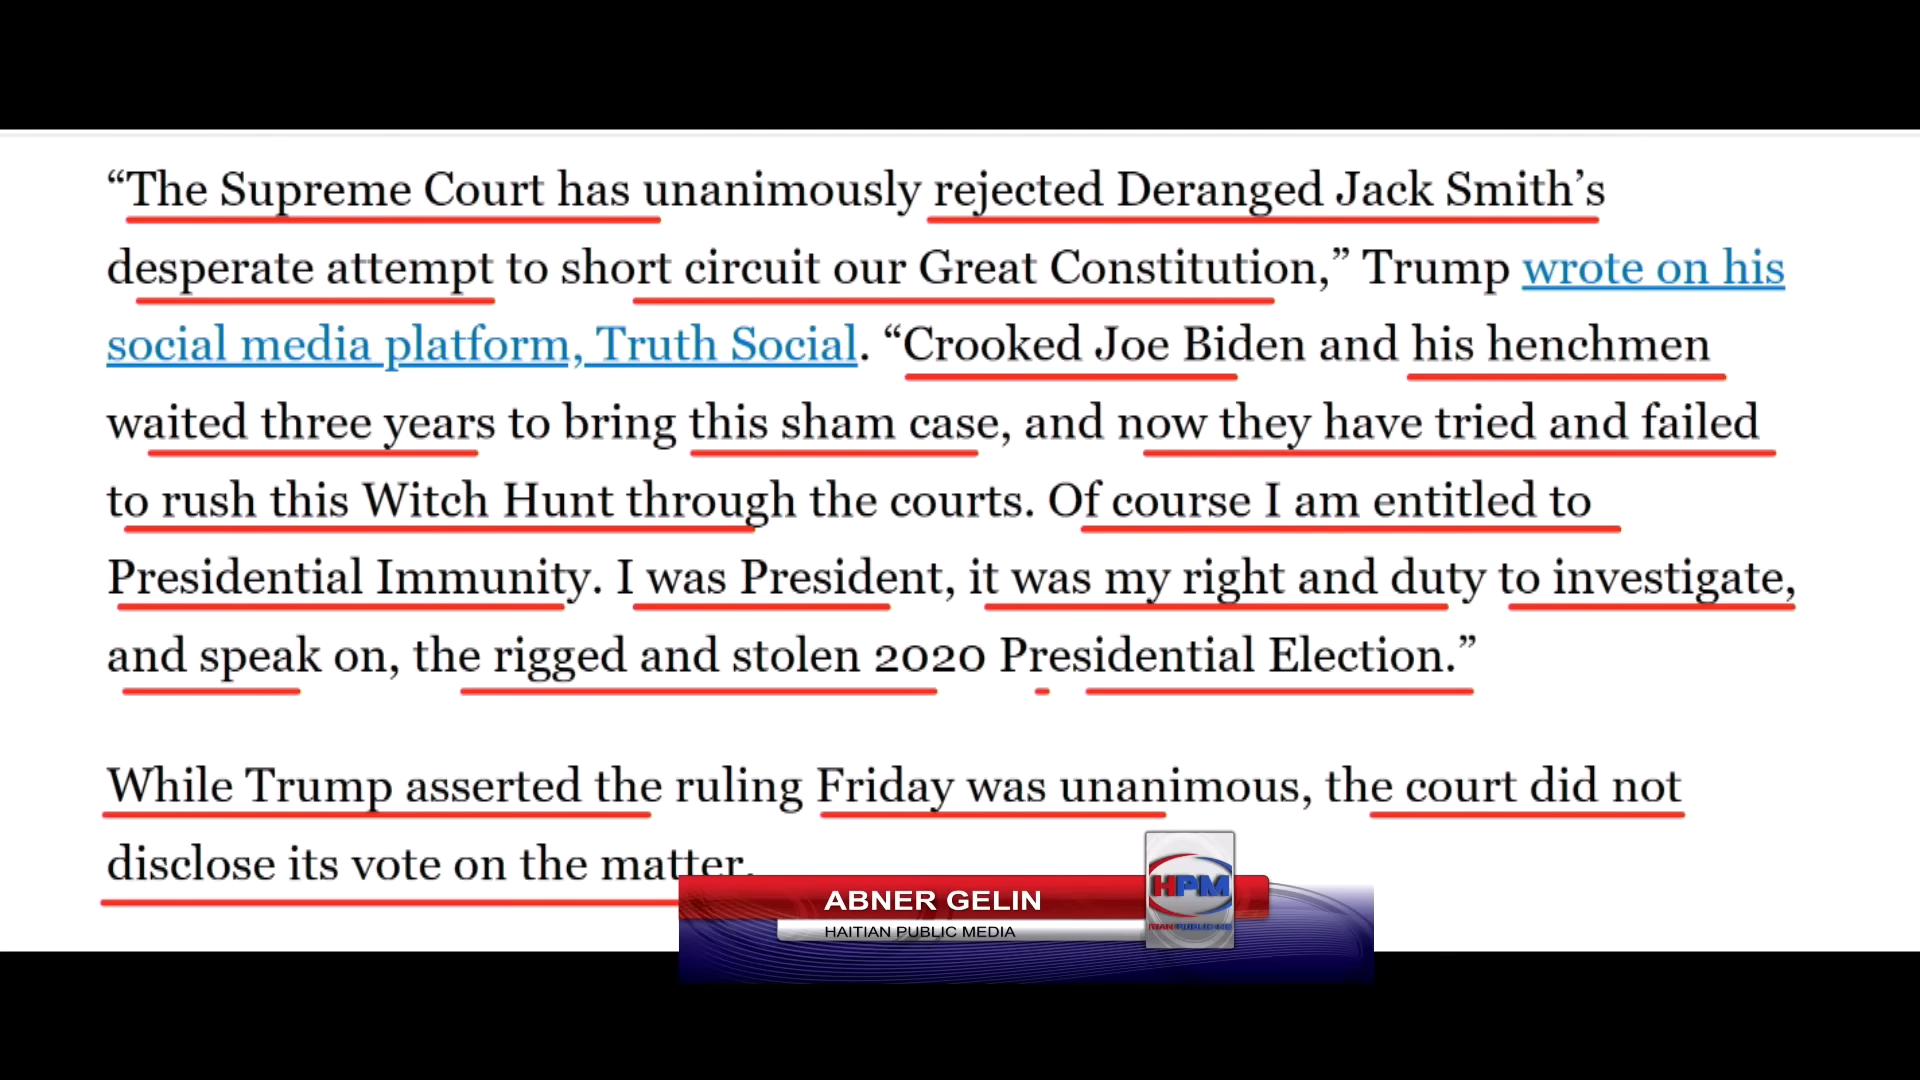 “The Supreme Court has unanimously rejected Deranged Jack Smith’s
desperate attempt to short circuit our Great Constitution,” Trump wrote on his
social media platform, Truth Social. “Crooked Joe Biden and his henchmen
waited three years to bring this sham case, and now they have tried and failed
to rush this Witch Hunt through the courts. Of course I am entitled to
Presidential Immunity. I was President, it was my right and duty to investigate,
and speak on, the rigged and stolen 2020 Presidential Election.”
While Trump asserted the ruling Friday was unanimous, the court did not
disclose its vote on the matter.
ABNER GELIN
HAITIAN PUBLIC MEDIA
HPM